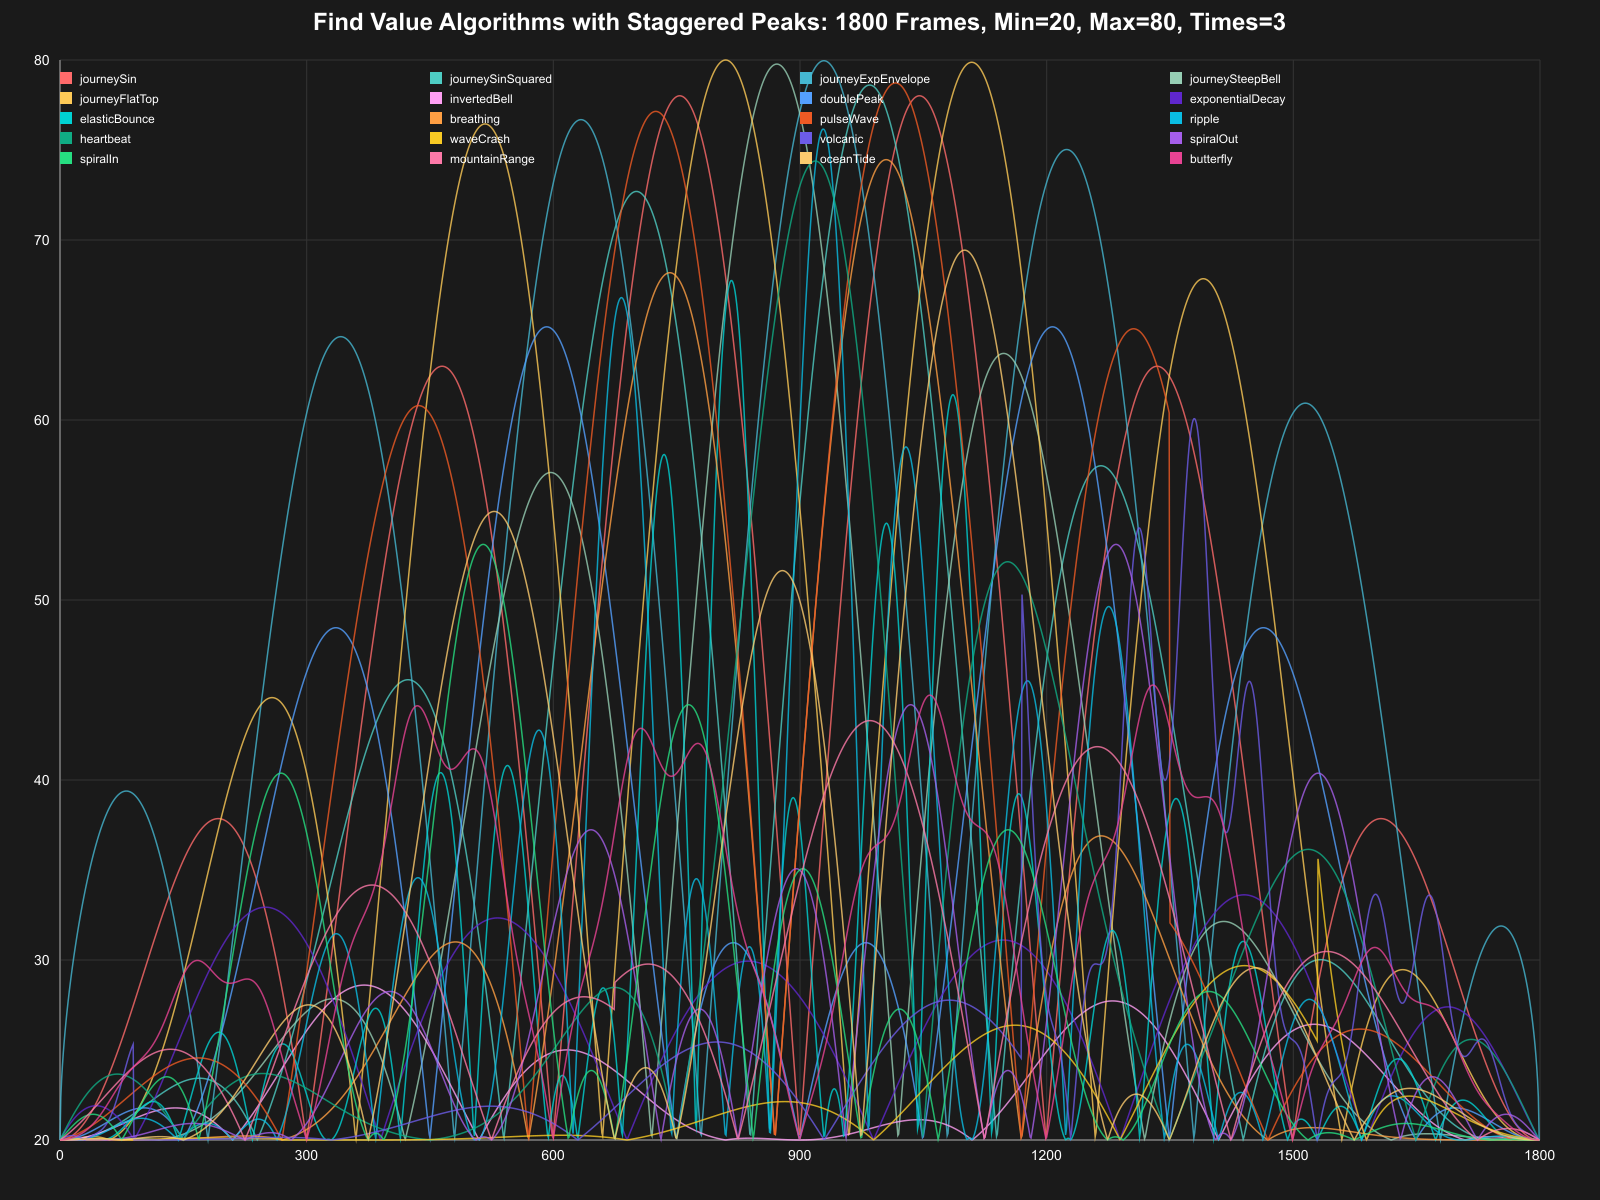 Find Value Algorithms with Staggered Peaks: 1800 Frames, Min=20, Max=80, Times=3
80
journeySin journeySinSquared journeyExpEnvelope journeySteepBell
journeyFlatTop invertedBell doublePeak exponentialDecay
elasticBounce breathing pulseWave ripple
heartbeat waveCrash volcanic spiralOut
spiralIn mountainRange oceanTide butterfly
70
60
50
40
30
20
0 300 600 900 1200 1500 1800